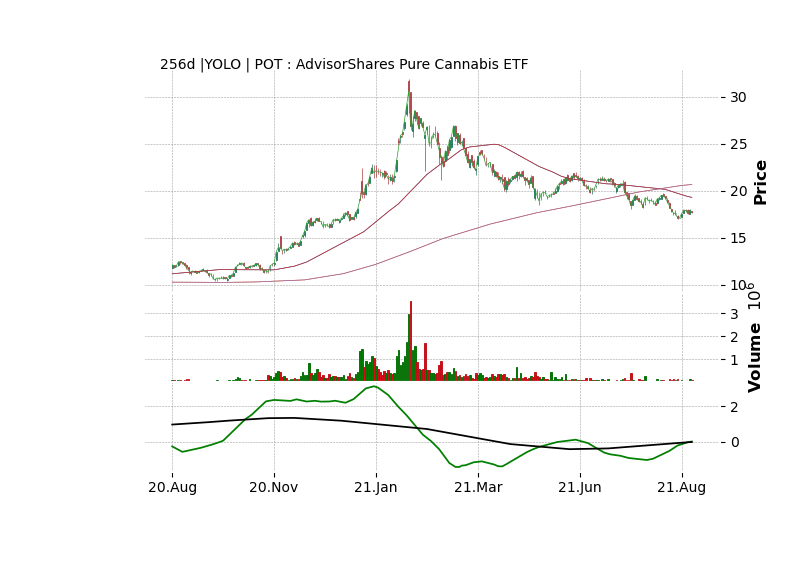 256d |YOLO | POT : AdvisorShares Pure Cannabis ETF
30
25
20
15
10
Price
10⁶
3
2
1
Volume
2
0
20.Aug
20.Nov
21.Jan
21.Mar
21.Jun
21.Aug